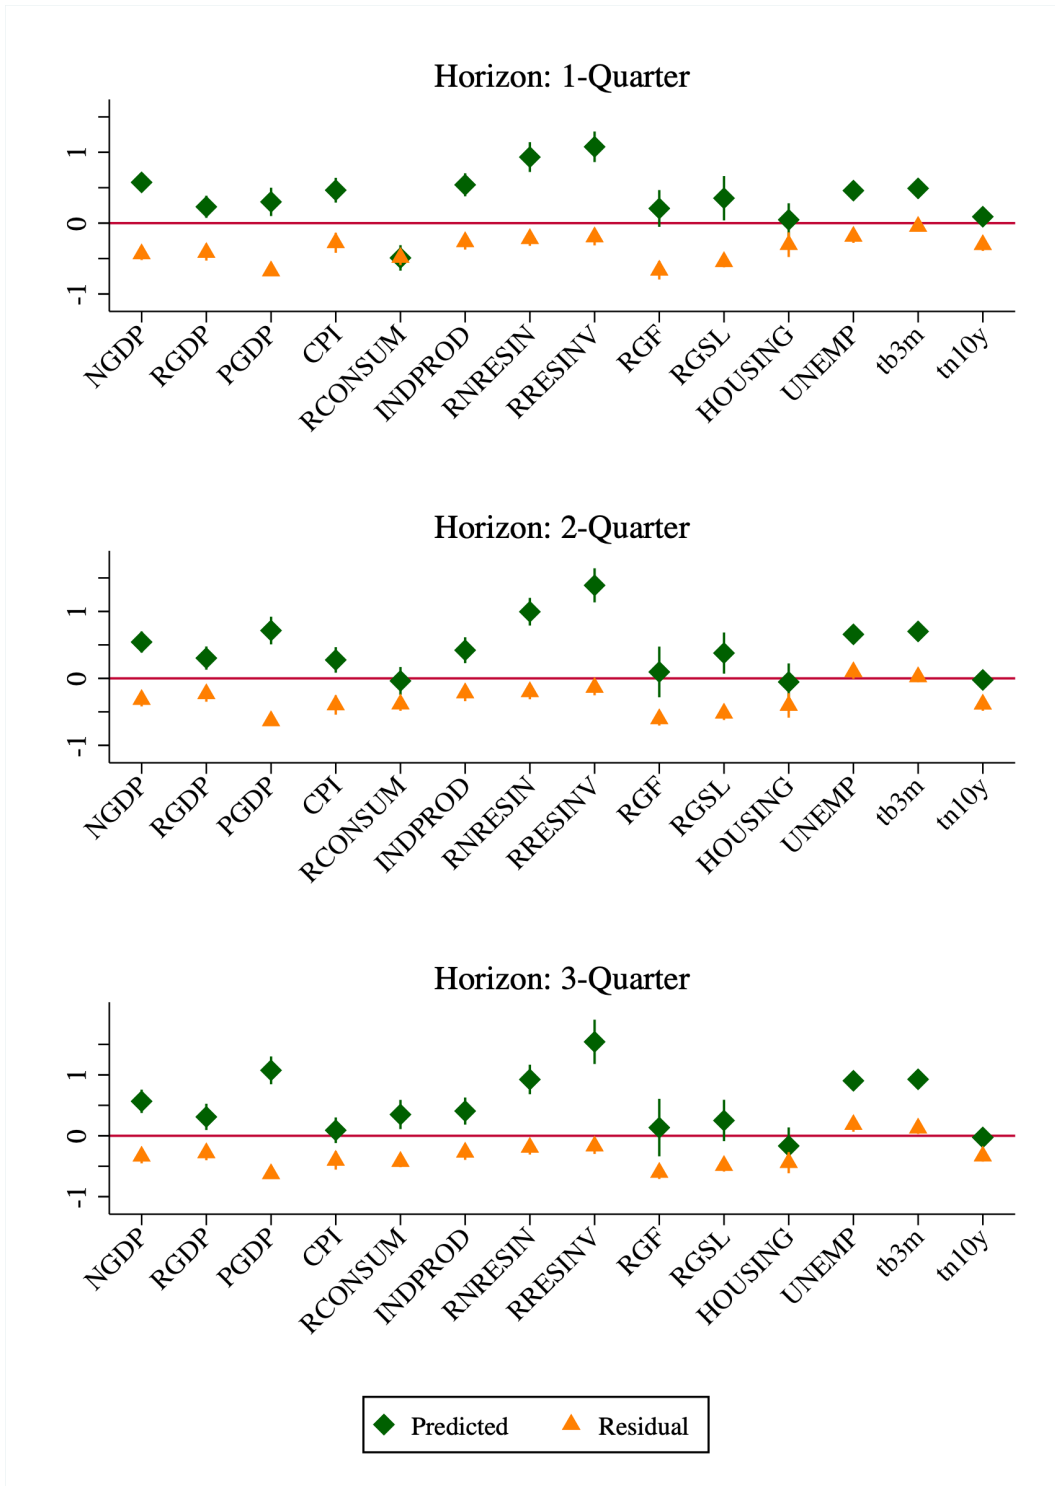 Horizon: 1-Quarter
1
0
-1
NGDP
RGDP
PGDP
CPI
RCONSUM
INDPROD
RNRESIN
RRESINV
RGF
RGSL
HOUSING
UNEMP
tb3m
tn10y
Horizon: 2-Quarter
1
0
-1
NGDP
RGDP
PGDP
CPI
RCONSUM
INDPROD
RNRESIN
RRESINV
RGF
RGSL
HOUSING
UNEMP
tb3m
tn10y
Horizon: 3-Quarter
1
0
-1
NGDP
RGDP
PGDP
CPI
RCONSUM
INDPROD
RNRESIN
RRESINV
RGF
RGSL
HOUSING
UNEMP
tb3m
tn10y
Predicted
Residual